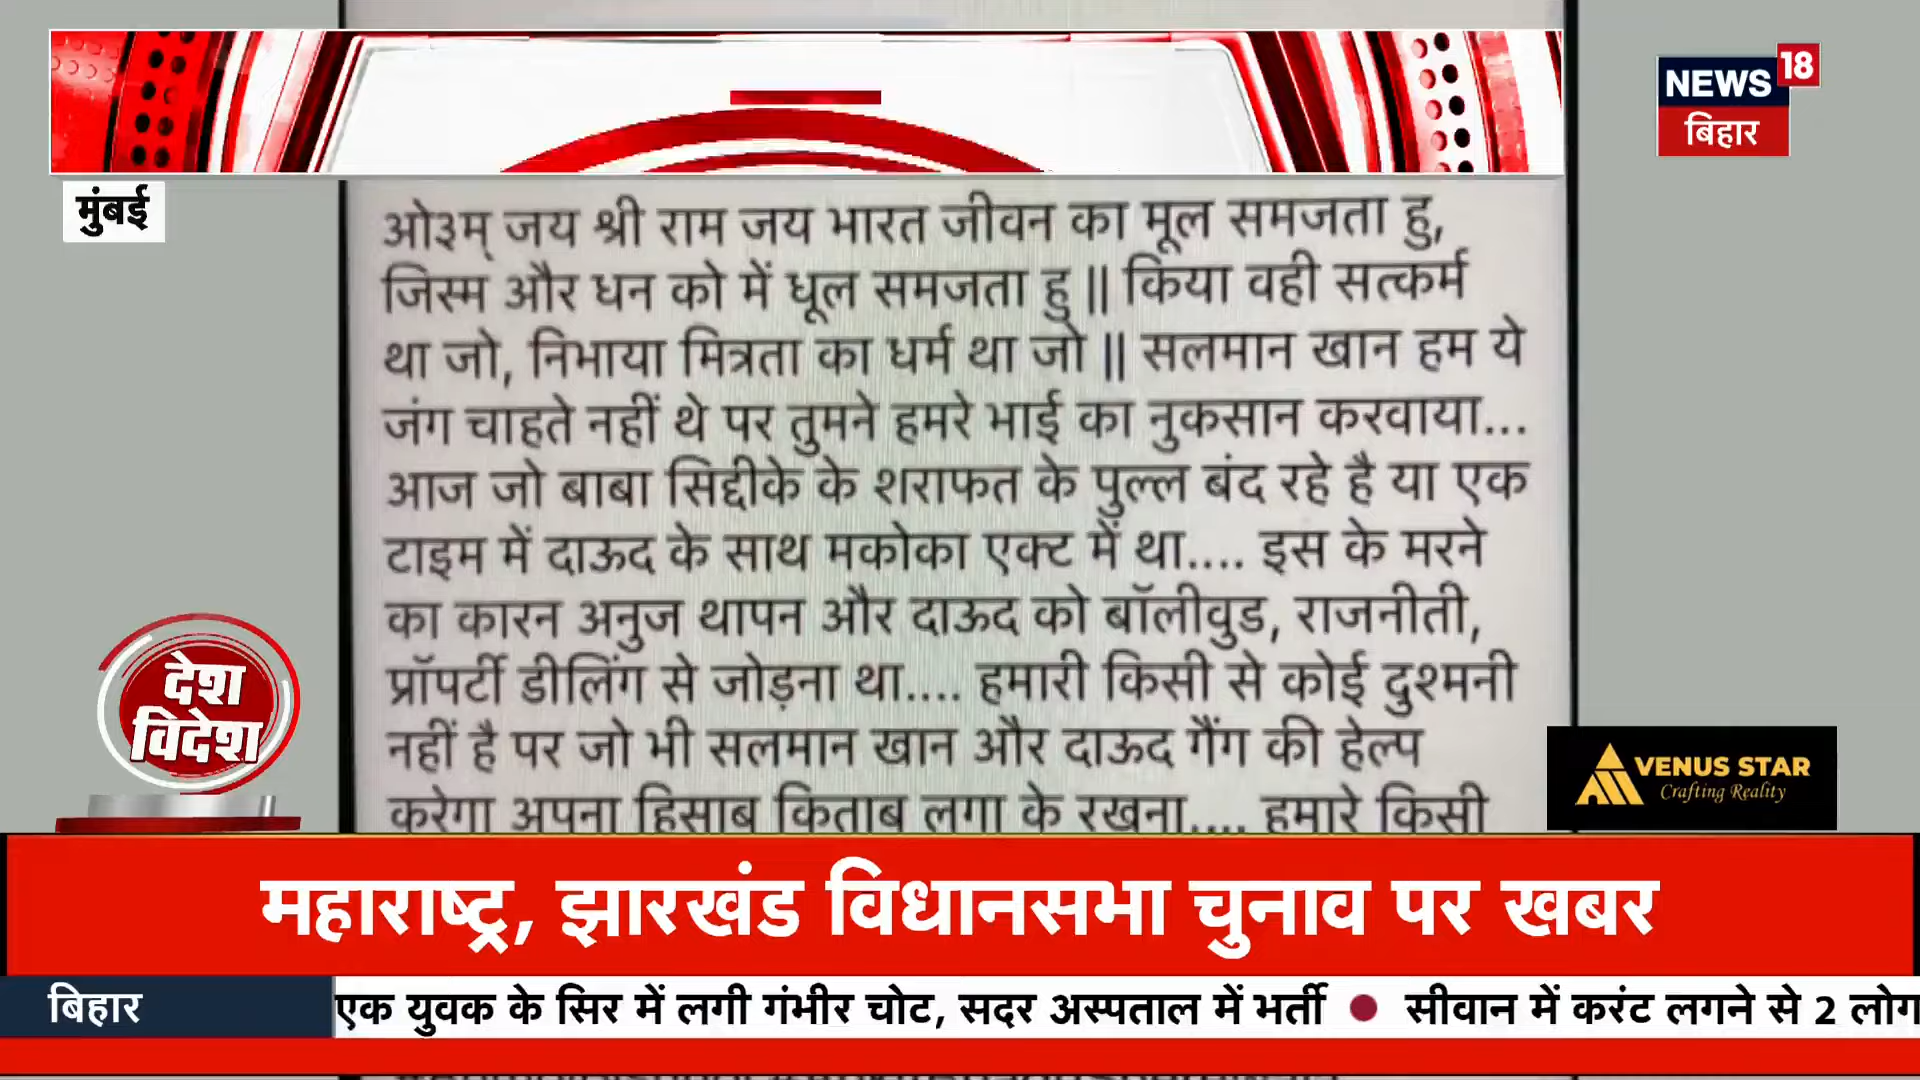 NEWS 18
बिहार
मुंबई
ओ३म् जय श्री राम जय भारत जीवन का मूल समजता हु,
जिस्म और धन को में धूल समजता हु || किया वही सत्कर्म
था जो, निभाया मित्रता का धर्म था जो || सलमान खान हम ये
जंग चाहते नहीं थे पर तुमने हमरे भाई का नुकसान करवाया...
आज जो बाबा सिद्दीके के शराफत के पुल्ल बंद रहे है या एक
टाइम में दाऊद के साथ मकोका एक्ट में था.... इस के मरने
का कारन अनुज थापन और दाऊद को बॉलीवुड, राजनीती,
प्रॉपर्टी डीलिंग से जोड़ना था.... हमारी किसी से कोई दुश्मनी
नहीं है पर जो भी सलमान खान और दाऊद गैंग की हेल्प
करेगा अपना हिसाब किताब लगा के रखना.... हमारे किसी
देश
विदेश
VENUS STAR
Crafting Reality
महाराष्ट्र, झारखंड विधानसभा चुनाव पर खबर
बिहार
एक युवक के सिर में लगी गंभीर चोट, सदर अस्पताल में भर्ती ● सीवान में करंट लगने से 2 लोग